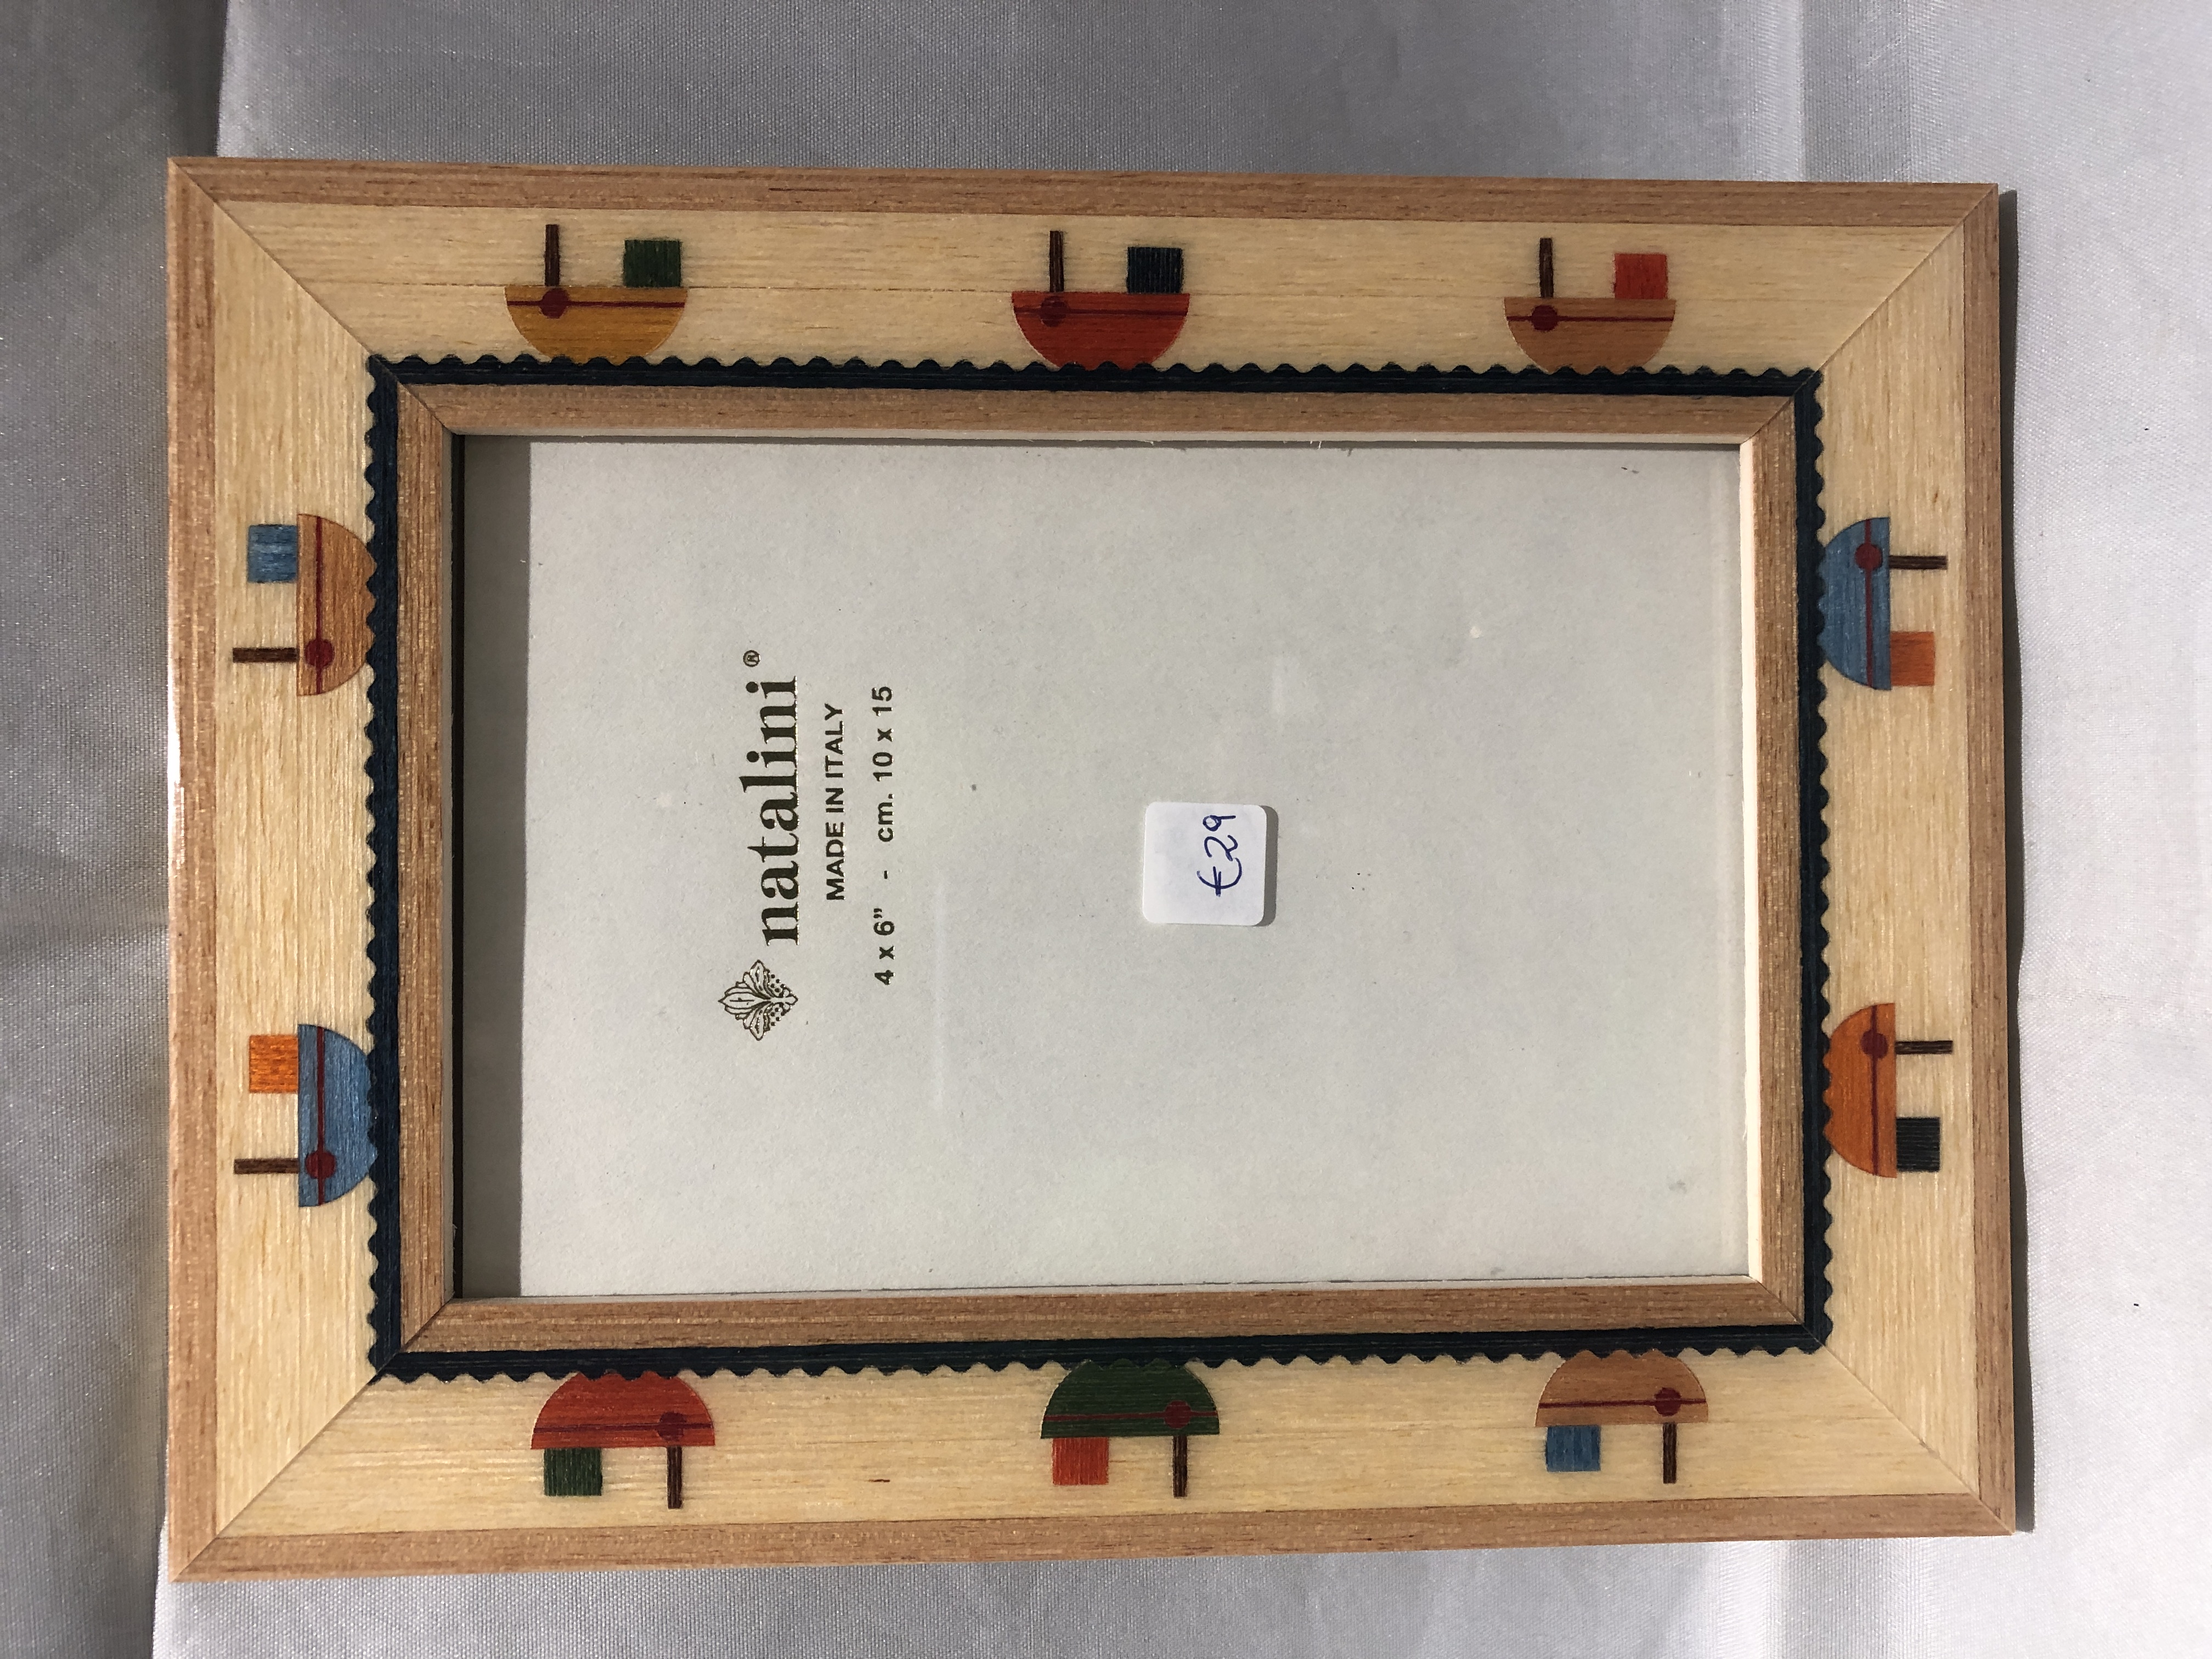 natalini®
MADE IN ITALY
4 x 6” - cm. 10 x 15
€29